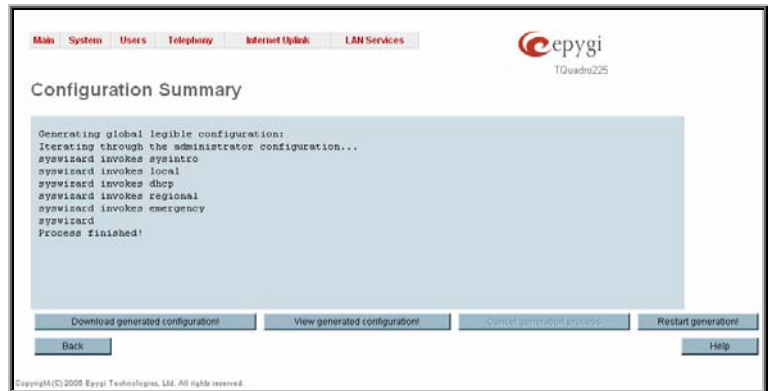 Main System Users Telephony Internet Uplink LAN Services
epygi
TQuadro225
Configuration Summary
Generating global legible configuration:
Iterating through the administrator configuration...
syswizard invokes sysintro
syswizard invokes local
syswizard invokes dhcp
syswizard invokes regional
syswizard invokes emergency
syswizard
Process finished!
Download generated configuration! View generated configuration! Cancel generation process Restart generation!
Back Help
Copyright (C) 2008 Epygi Technologies, Ltd. All rights reserved.